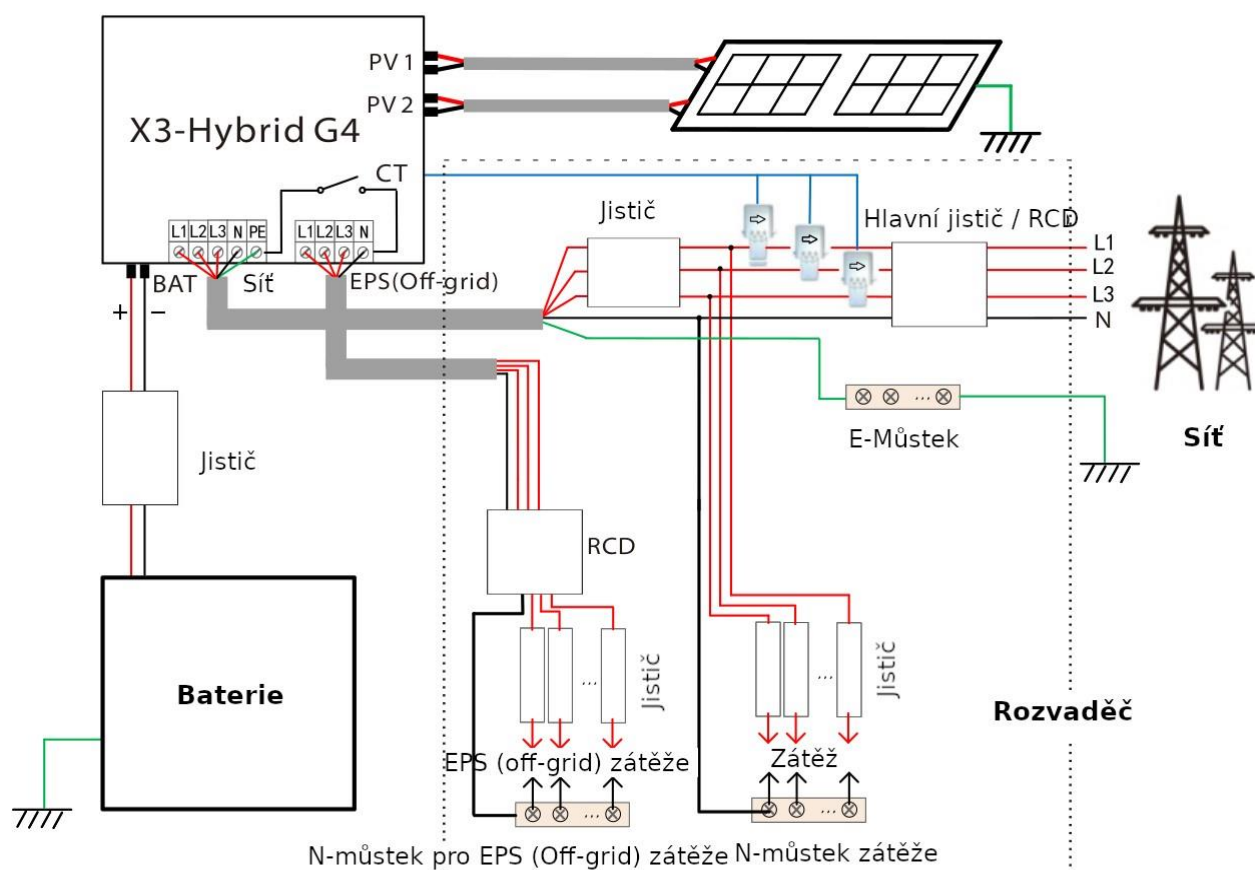 PV 1
PV 2
X3-Hybrid G4
CT
L1 L2 L3 N PE
L1 L2 L3 N
BAT
Síť
EPS(Off-grid)
+
−
Jistič
Hlavní jistič / RCD
L1
L2
L3
N
...
E-Můstek
Síť
Jistič
RCD
Baterie
...
Jistič
...
Jistič
Rozvaděč
EPS (off-grid) zátěže
Zátěž
...
...
N-můstek pro EPS (Off-grid) zátěže
N-můstek zátěže